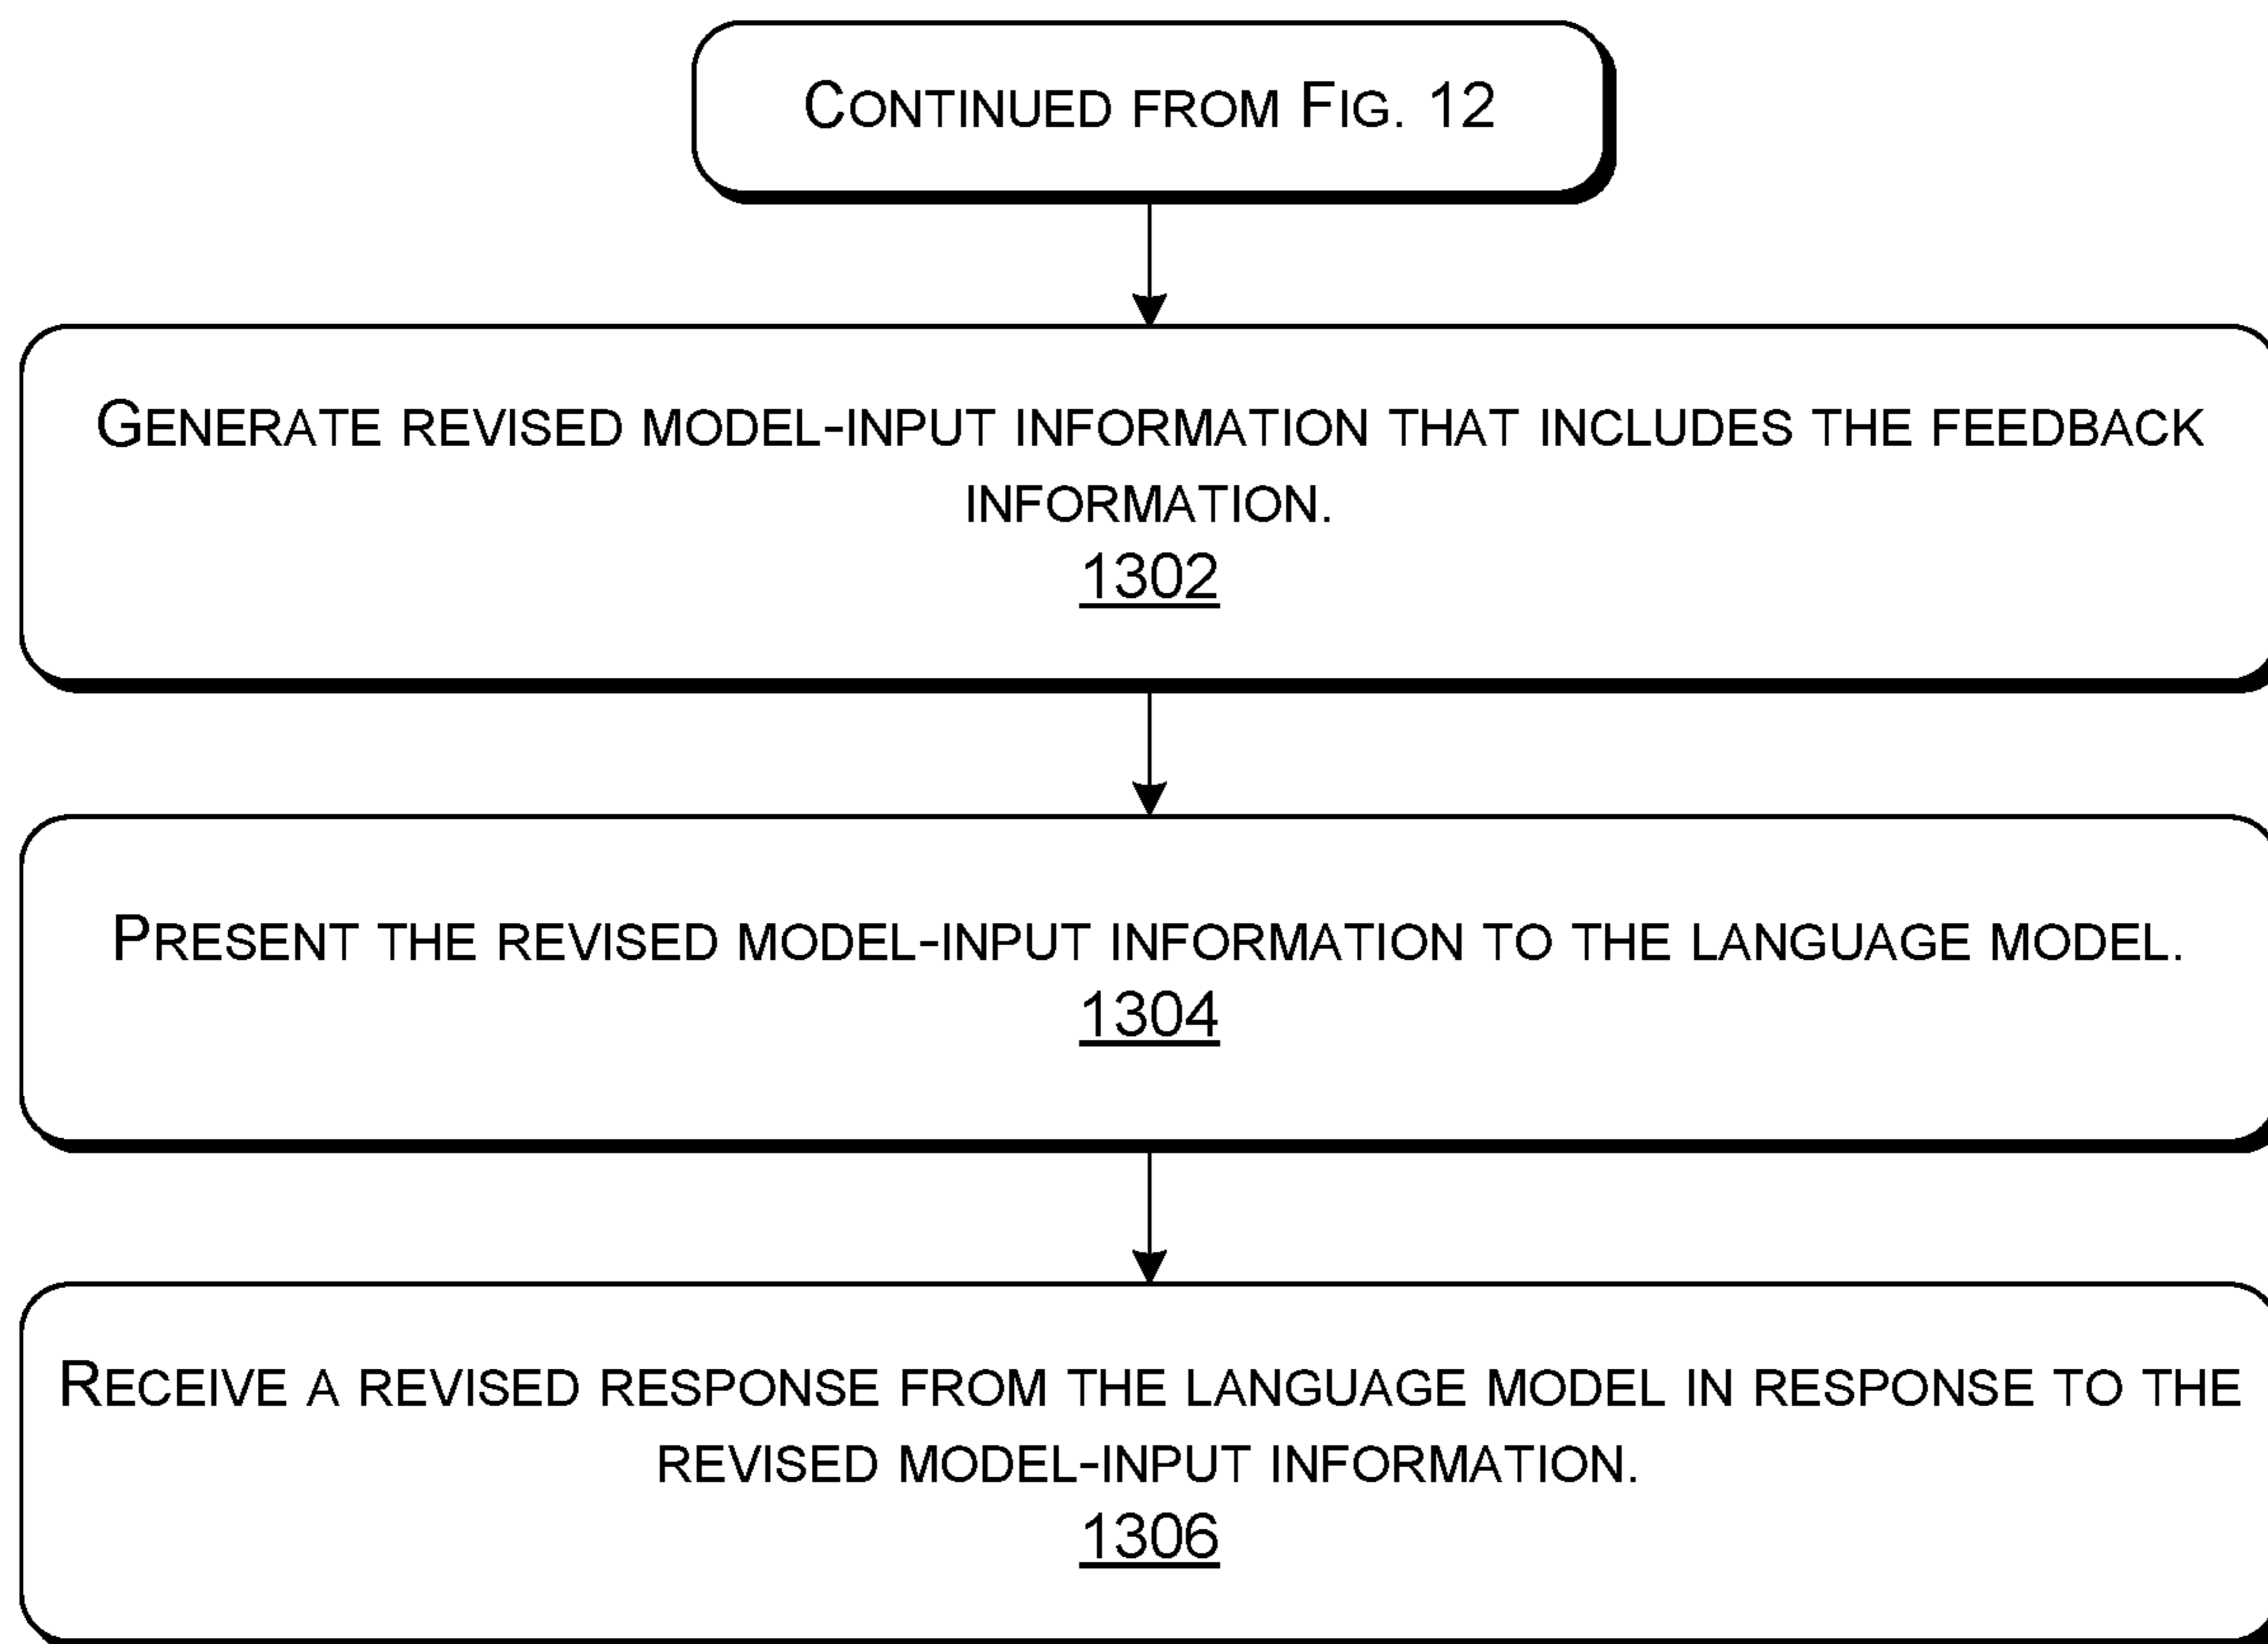 CONTINUED FROM FIG. 12
GENERATE REVISED MODEL-INPUT INFORMATION THAT INCLUDES THE FEEDBACK
INFORMATION.
1302
PRESENT THE REVISED MODEL-INPUT INFORMATION TO THE LANGUAGE MODEL.
1304
RECEIVE A REVISED RESPONSE FROM THE LANGUAGE MODEL IN RESPONSE TO THE
REVISED MODEL-INPUT INFORMATION.
1306